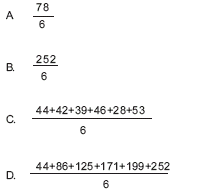 A. 78/6
B. 252/6
C. 44+42+39+46+28+53/6
D. 44+86+125+171+199+252/6